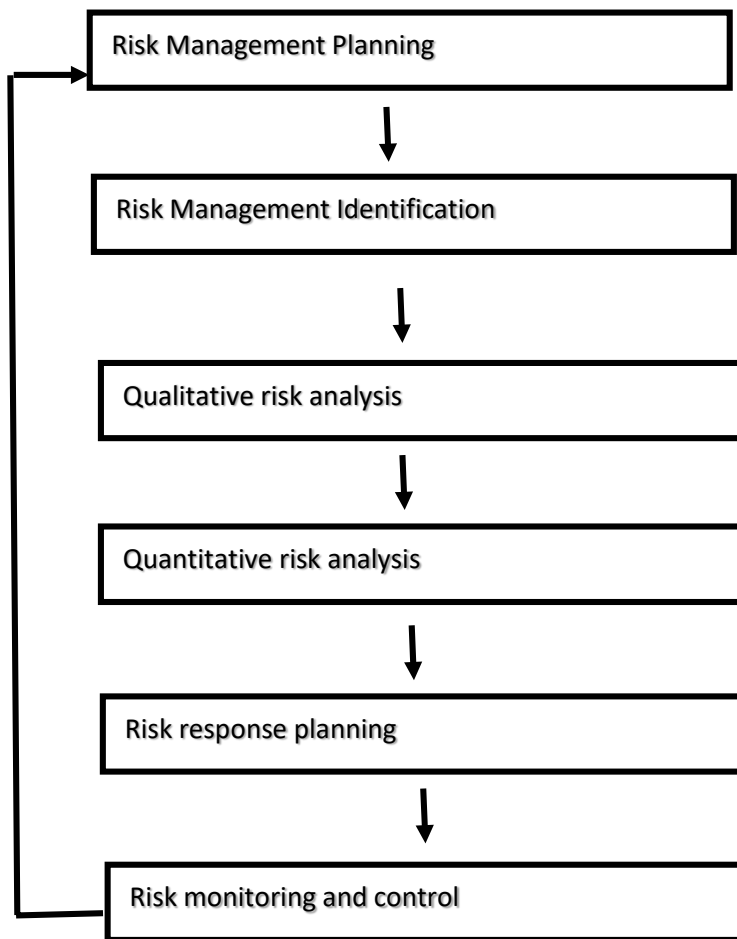 Risk Management Planning
Risk Management Identification
Qualitative risk analysis
Quantitative risk analysis
Risk response planning
Risk monitoring and control